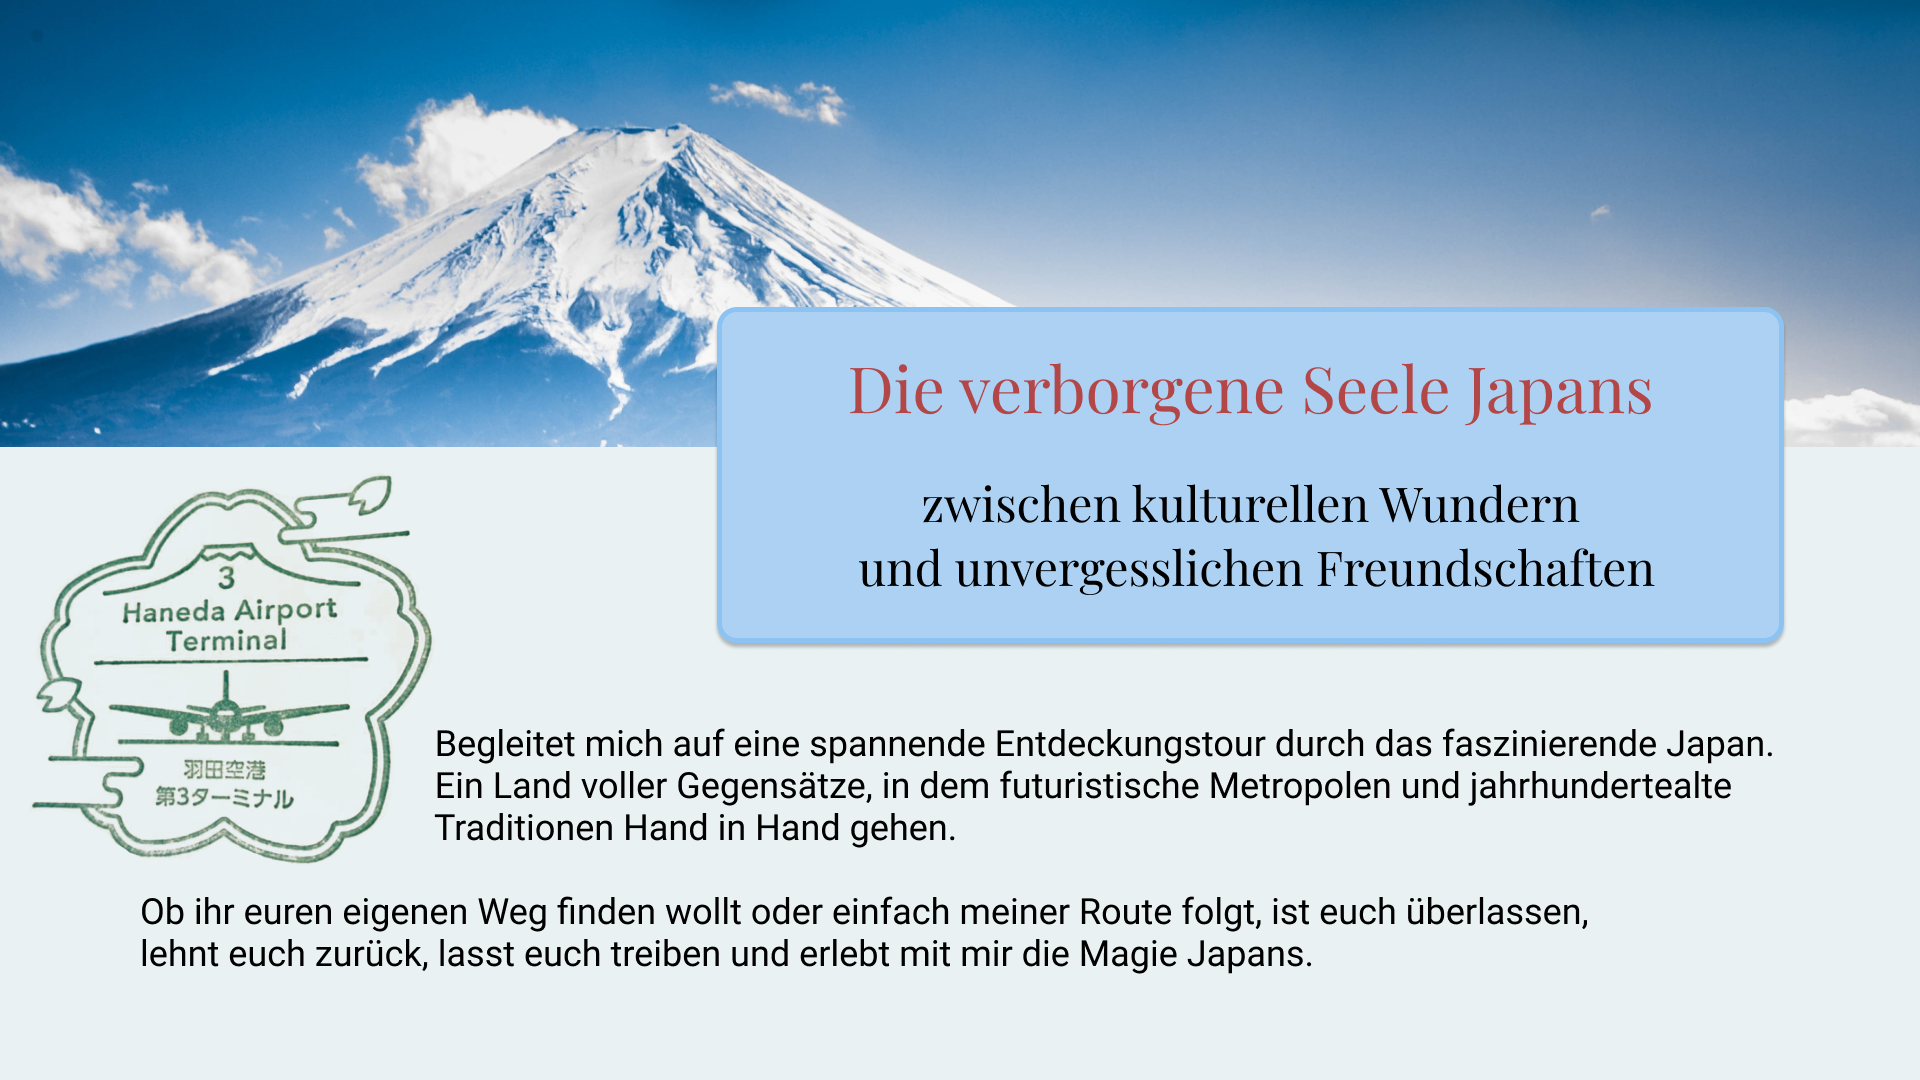 Die verborgene Seele Japans
zwischen kulturellen Wundern
und unvergesslichen Freundschaften
3
Haneda Airport
Terminal
羽田空港
第3ターミナル
Begleitet mich auf eine spannende Entdeckungstour durch das faszinierende Japan.
Ein Land voller Gegensätze, in dem futuristische Metropolen und jahrhundertealte
Traditionen Hand in Hand gehen.
Ob ihr euren eigenen Weg finden wollt oder einfach meiner Route folgt, ist euch überlassen,
lehnt euch zurück, lasst euch treiben und erlebt mit mir die Magie Japans.